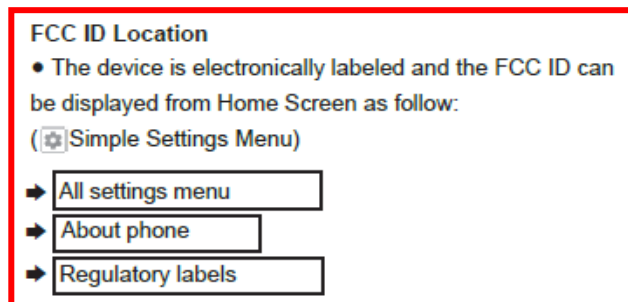 FCC ID Location
● The device is electronically labeled and the FCC ID can
be displayed from Home Screen as follow:
(Simple Settings Menu)
➡ All settings menu
➡ About phone
➡ Regulatory labels